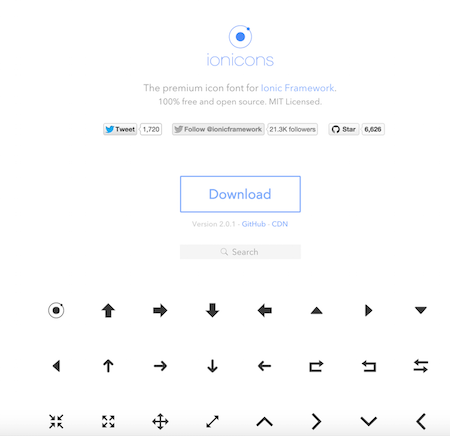 ionicons
The premium icon font for Ionic Framework.
100% free and open source. MIT Licensed.
Tweet 1,720 Follow @ionicframework 21.3K followers Star 6,626
Download
Version 2.0.1 · GitHub · CDN
Search